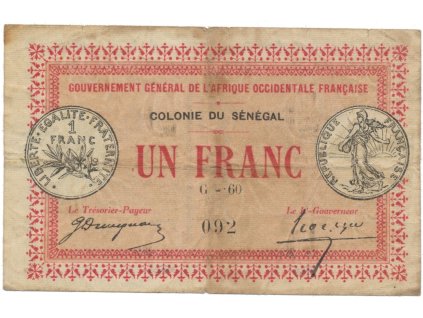 GOUVERNEMENT GÉNÉRAL DE L'AFRIQUE OCCIDENTALE FRANÇAISE
COLONIE DU SÉNÉGAL
LIBERTÉ·ÉGALITÉ·FRATERNITÉ
1
FRANC
UN FRANC
RÉPUBLIQUE FRANÇAISE
G - 60
Le Trésorier-Payeur
Le Lt-Gouverneur
092